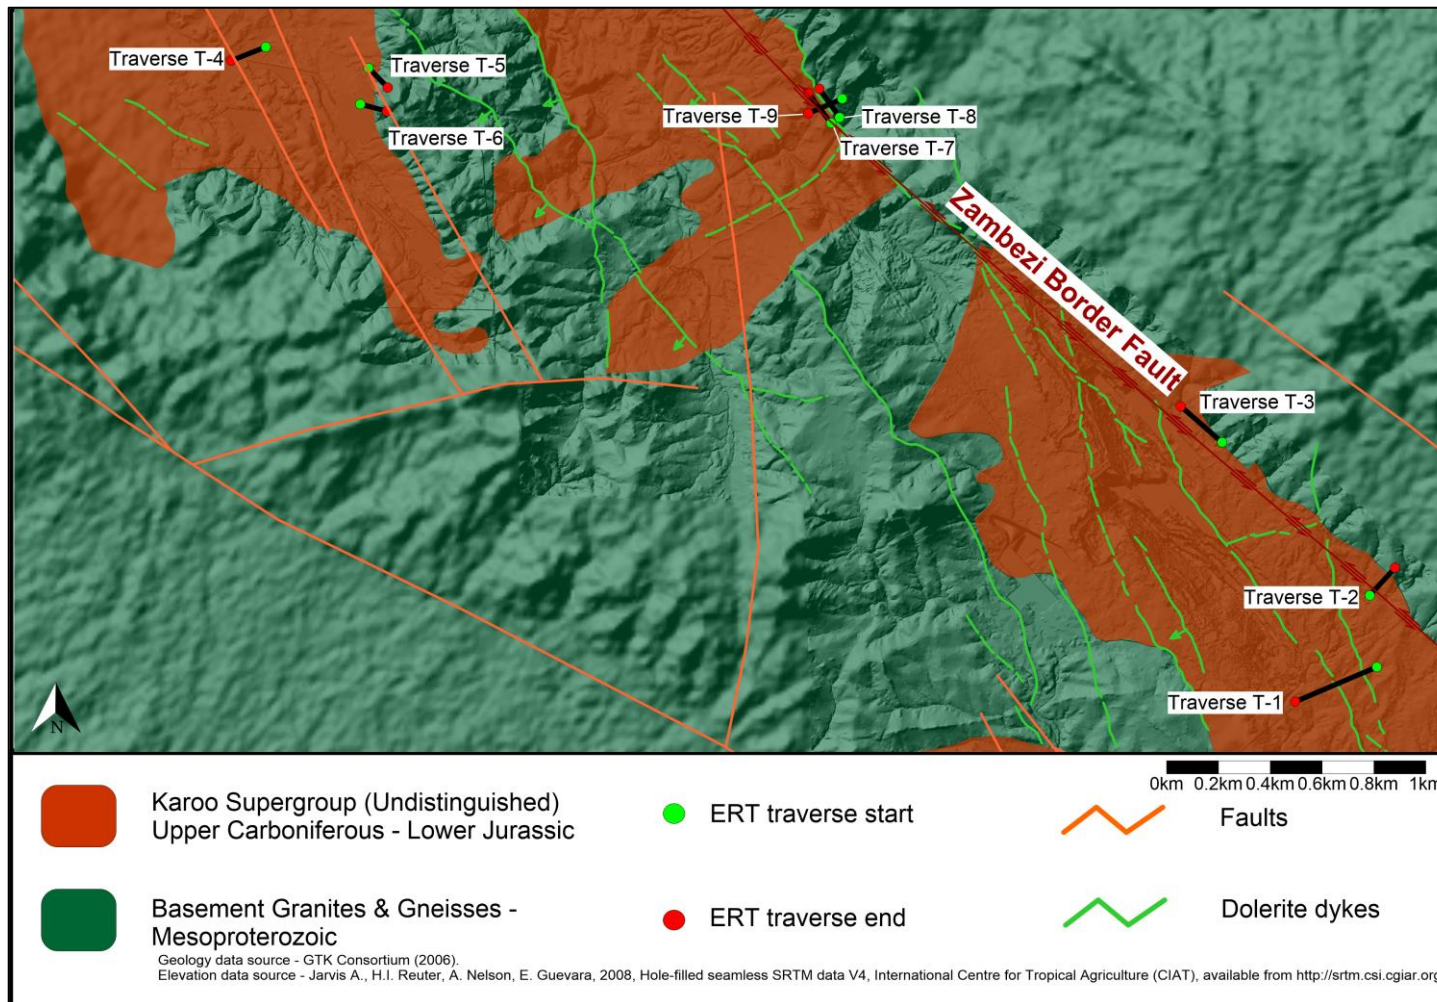 Traverse T-4
Traverse T-5
Traverse T-6
Traverse T-9
Traverse T-8
Traverse T-7
Zambezi Border Fault
Traverse T-3
Traverse T-2
Traverse T-1
N
0km 0.2km 0.4km 0.6km 0.8km 1km
Karoo Supergroup (Undistinguished)
Upper Carboniferous - Lower Jurassic
ERT traverse start
Faults
Basement Granites & Gneisses -
Mesoproterozoic
ERT traverse end
Dolerite dykes
Geology data source - GTK Consortium (2006).
Elevation data source - Jarvis A., H.I. Reuter, A. Nelson, E. Guevara, 2008, Hole-filled seamless SRTM data V4, International Centre for Tropical Agriculture (CIAT), available from http://srtm.csi.cgiar.org